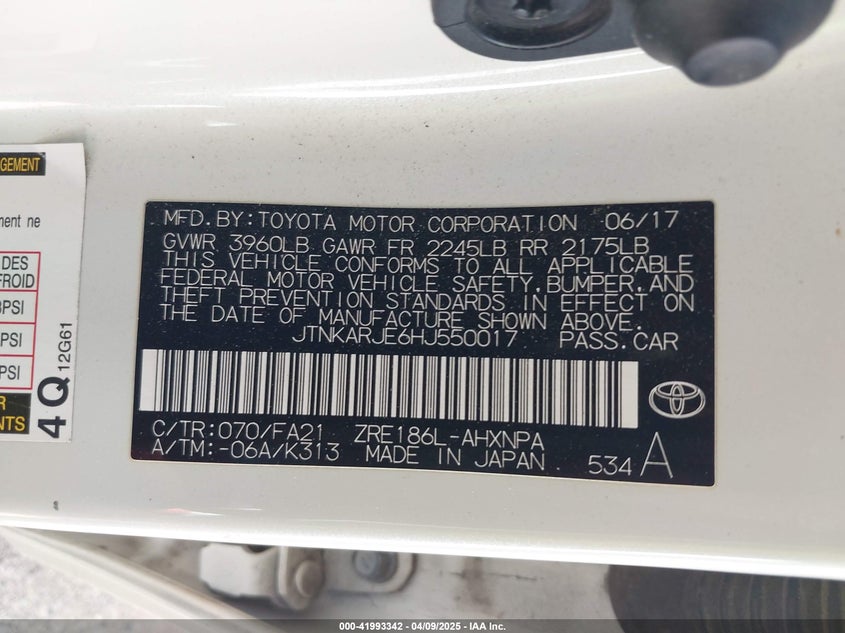 GEMENT
ment ne
DES
FROID
PSI
PSI
PSI
R
NTS
4 Q 12G61
MFD.BY:TOYOTA MOTOR CORPORATION 06/17
GVWR 3960LB GAWR FR 2245LB RR 2175LB
THIS VEHICLE CONFORMS TO ALL APPLICABLE
FEDERAL MOTOR VEHICLE SAFETY,BUMPER,AND
THEFT PREVENTION STANDARDS IN EFFECT ON
THE DATE OF MANUFACTURE SHOWN ABOVE.
JTNKARJE6HJ550017 PASS.CAR
C/TR:070/FA21 ZRE186L-AHXNPA
A/TM:-06A/K313 MADE IN JAPAN 534 A
000-41993342 | 04/09/2025 - IAA Inc.